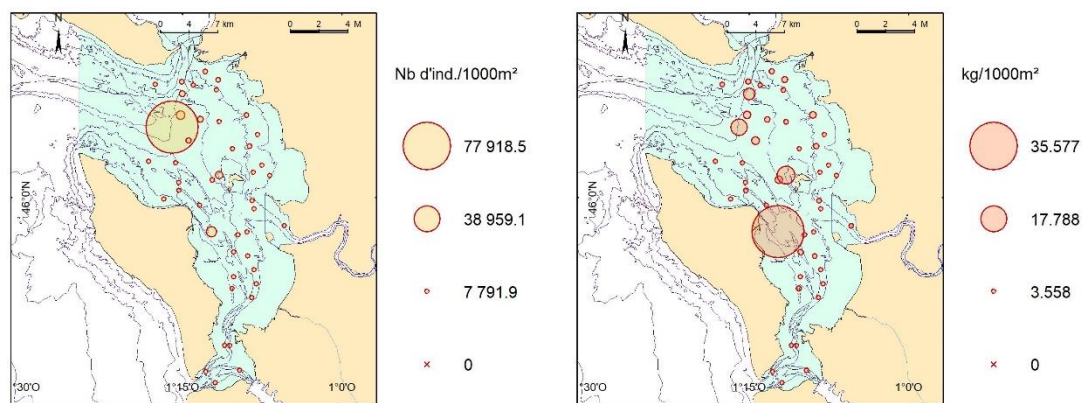 N
0 4 7 km
0 2 4 M
46°0'N
°30'O
1°15'O
1°0'O
Nb d'ind./1000m²
77 918.5
38 959.1
7 791.9
0
N
0 4 7 km
0 2 4 M
46°0'N
°30'O
1°15'O
1°0'O
kg/1000m²
35.577
17.788
3.558
0